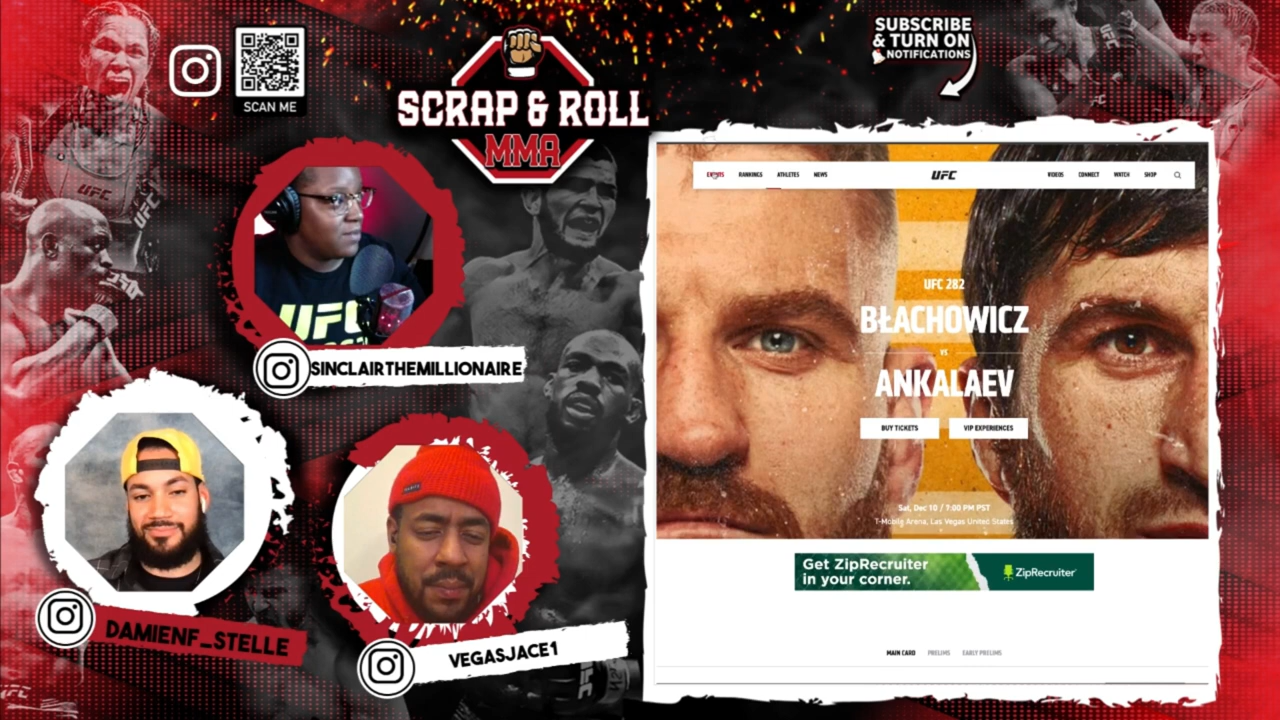 SCAN ME
SCRAP & ROLL
MMA
SUBSCRIBE
& TURN ON
NOTIFICATIONS
UFC
UFC
SINCLAIRTHEMILLIONAIRE
DAMIENF_STELLE
VEGASJACE1
EVENTS RANKINGS ATHLETES NEWS UFC VIDEOS CONNECT WATCH SHOP
UFC 282
BŁACHOWICZ
VS
ANKALAEV
BUY TICKETS VIP EXPERIENCES
Sat, Dec 10 / 7:00 PM PST
T-Mobile Arena, Las Vegas United States
Get ZipRecruiter
in your corner.
ZipRecruiter
MAIN CARD PRELIMS EARLY PRELIMS